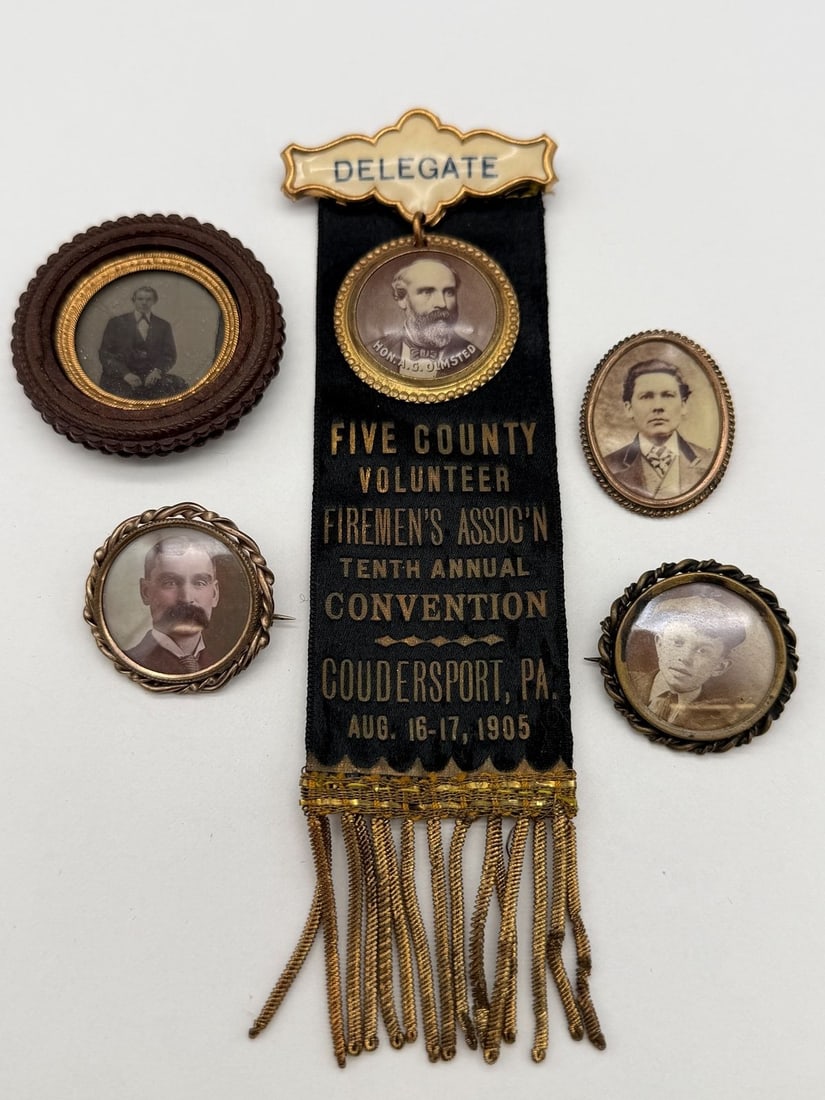 DELEGATE
HON. A. G. OLMSTED
FIVE COUNTY
VOLUNTEER
FIREMEN'S ASSOC'N
TENTH ANNUAL
CONVENTION
COUDERSPORT, PA.
AUG. 16-17, 1905